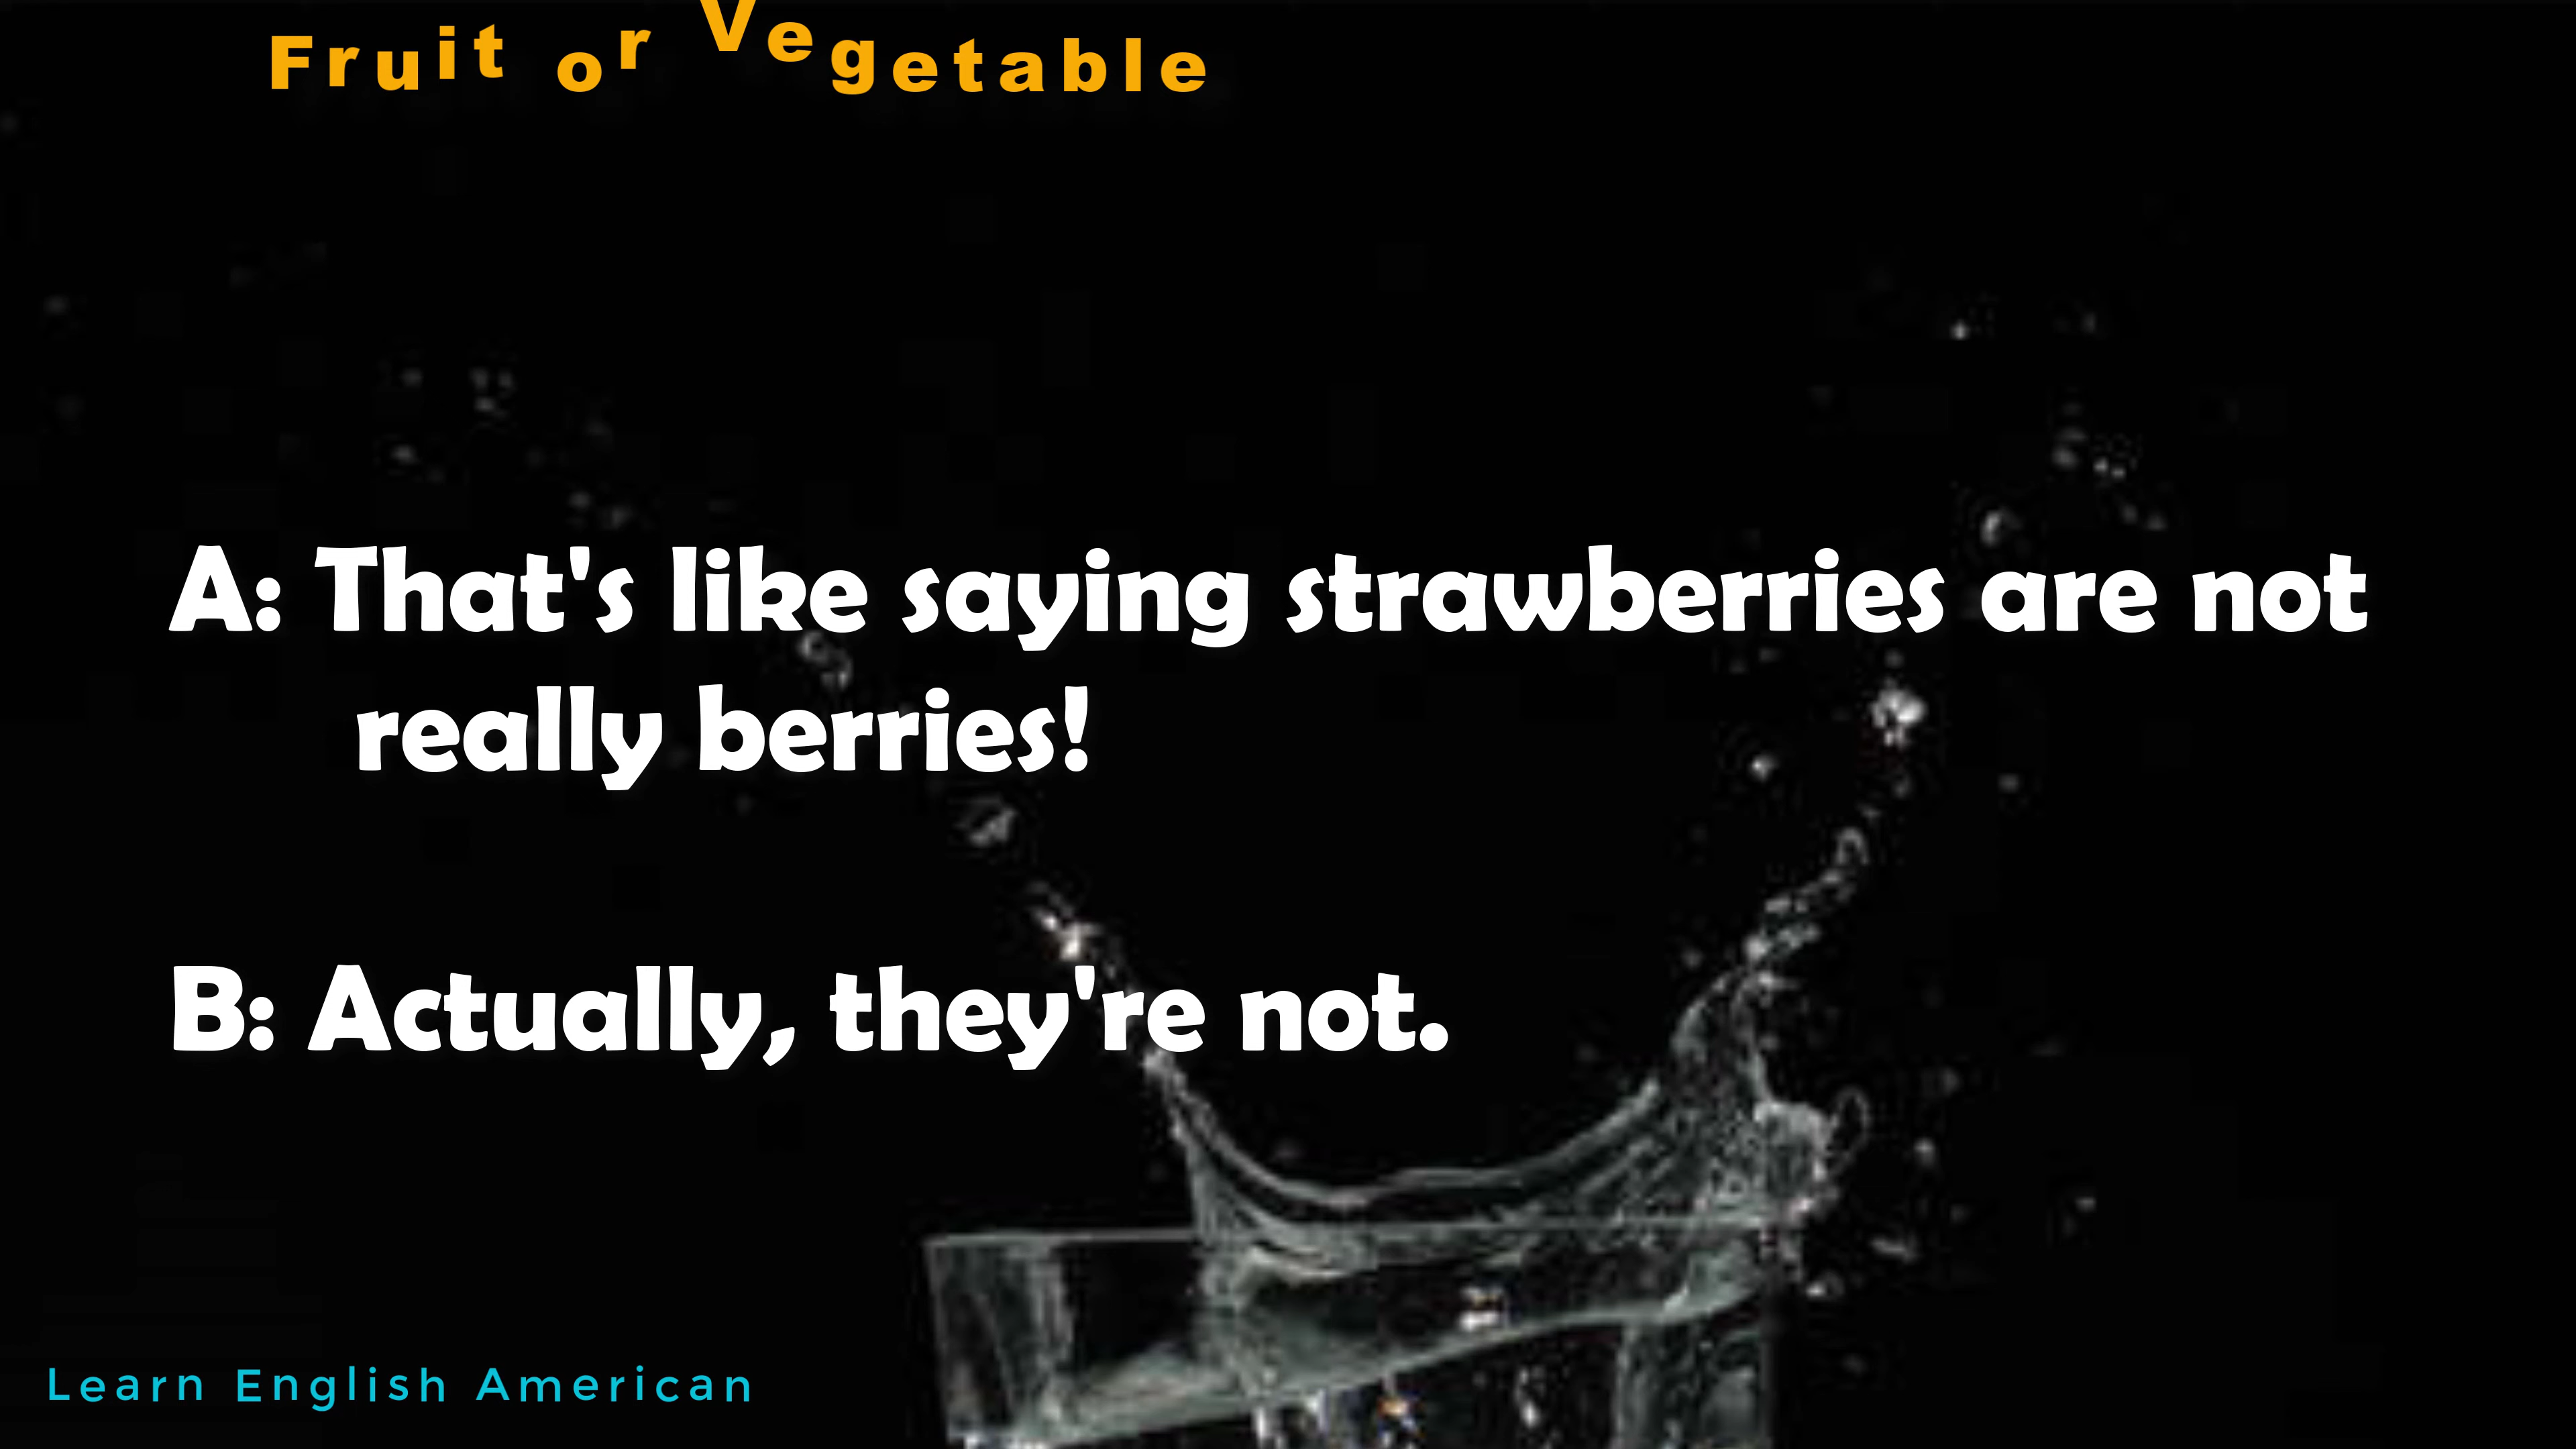 Fruit or Vegetable
A: That's like saying strawberries are not
really berries!
B: Actually, they're not.
Learn English American